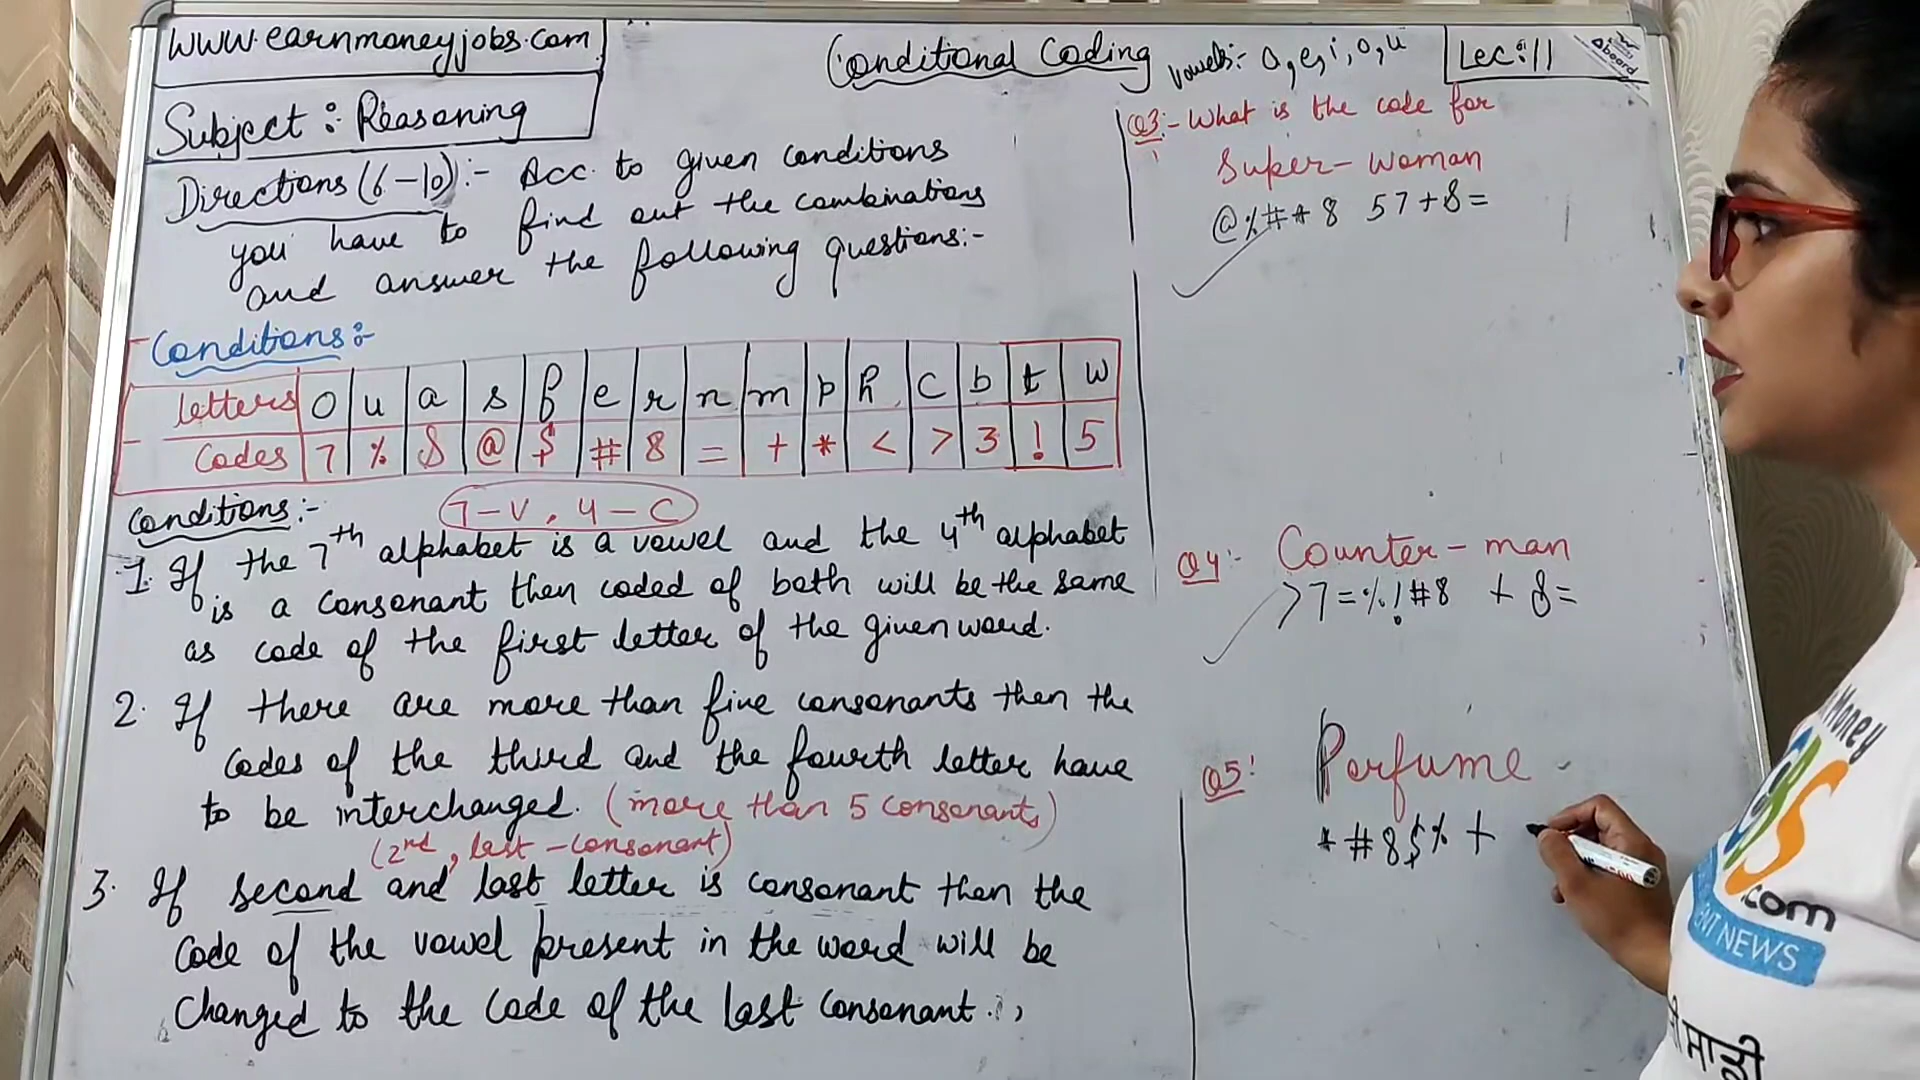 www.earnmoneyjobs.com
Conditional Coding
vowels:- a, e, i, o, u
Lec:11
Aboard
Subject : Reasoning
Directions (6-10):- Acc. to given conditions
you have to find out the combinations
and answer the following questions:-
Conditions:-
letters o u a s f e r n m p h c b t w
Codes 7 % & @ $ # 8 = + * < > 3 ! 5
Conditions:- 7-V, 4-C
1. If the 7th alphabet is a vowel and the 4th alphabet
is a consonant then coded of both will be the same
as code of the first letter of the given word.
2. If there are more than five consonants then the
codes of the third and the fourth letter have
to be interchanged. (more than 5 consonants)
(2nd, last-consonant)
3. If second and last letter is consonant then the
code of the vowel present in the word will be
changed to the code of the last consonant.
Q3:- What is the code for
Super-woman
@%#*8 57+8=
Q4:- Counter-man
>7=%!#8 + &=
Q5: Perfume -
*#8$%+
Money
.com
ENT NEWS